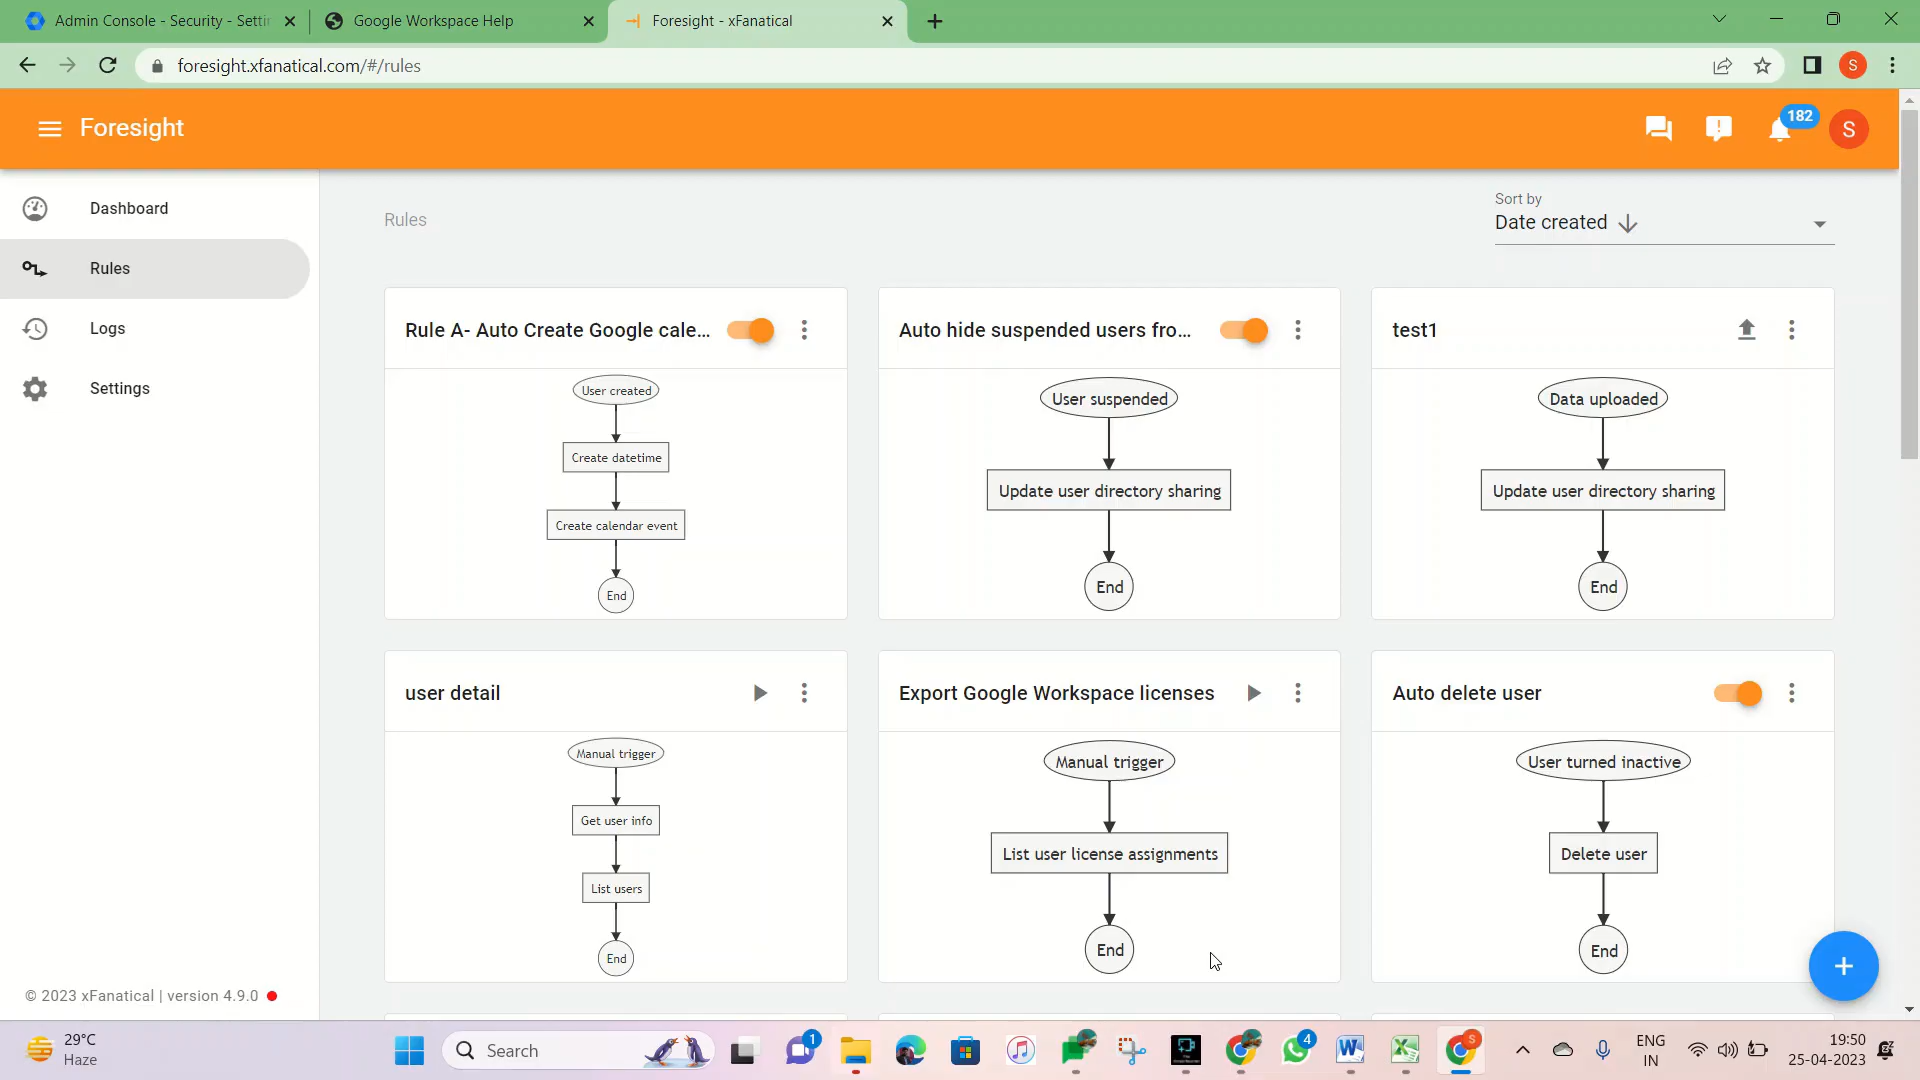 Admin Console - Security - Setti
Google Workspace Help
Foresight - xFanatical
foresight.xfanatical.com/#/rules
S
Foresight
182
S
Dashboard
Rules
Logs
Settings
Rules
Sort by
Date created
Rule A- Auto Create Google cale...
User created
Create datetime
Create calendar event
End
Auto hide suspended users fro...
User suspended
Update user directory sharing
End
test1
Data uploaded
Update user directory sharing
End
user detail
Manual trigger
Get user info
List users
End
Export Google Workspace licenses
Manual trigger
List user license assignments
End
Auto delete user
User turned inactive
Delete user
End
+
© 2023 xFanatical | version 4.9.0
29°C
Haze
Search
1
4
S
ENG
IN
19:50
25-04-2023